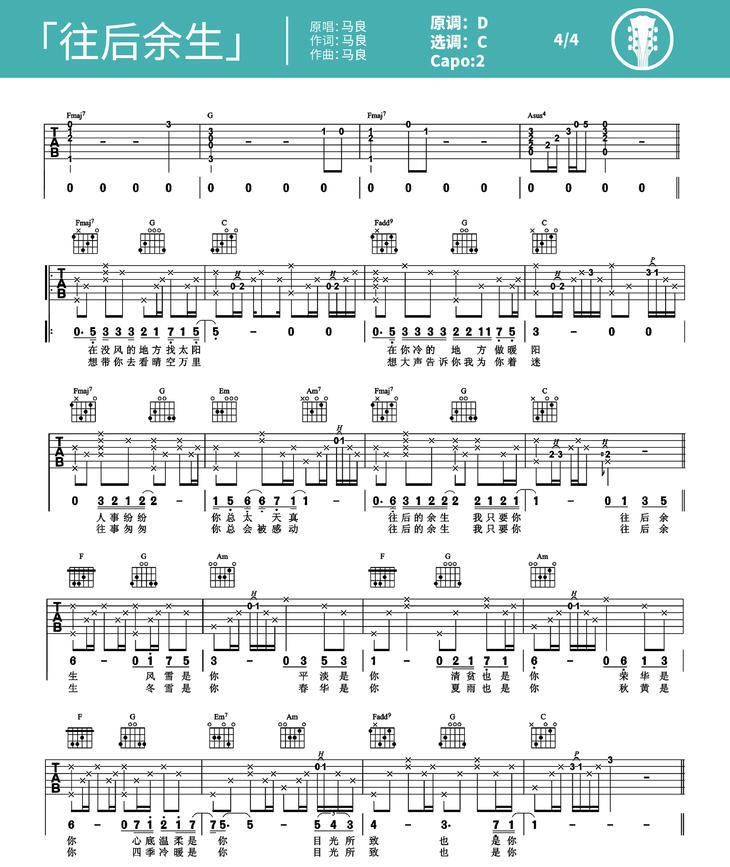 「往后余生」
原唱：马良
作词：马良
作曲：马良
原调：D
选调：C
Capo:2
4/4
Fmaj7 G Fmaj7 Asus4
TAB
0 0 0 0 0 0 0 0 0 0 0 0 0 0 0 0
Fmaj7 G C Fadd9 G C
TAB
0· 5 3 3 3 2 1 7 1 5 5 – 0 0 0· 5 3 3 3 3 2 2 1 1 7 5 3 – 0 0
在没风的地方找太阳 在你冷的 地 方 做暖 阳
想带你去看晴空万里 想大声告诉你我为你着 迷
Fmaj7 G Em Am7 Fmaj7 G C
TAB
0 3 2 1 2 2 – 1 5 6 6 7 1 1 – 0· 6 3 1 2 2 2 2 1 2 1 1 – 0 1 3 5
人事纷纷 你总太 天真 往后的余生 我只要你 往 后 余
往事匆匆 你总会被感动 往后的余生 我只要你 往 后 余
F G Am F G Am
TAB
6 – 0 1 7 5 3 – 0 3 5 3 1 – 0 2 1 7 1 6 – 0 6 1 3
生 风雪是 你 平淡是 你 清贫也是 你 荣华是
生 冬雪是 你 春华是 你 夏雨也是 你 秋黄是
F G Em7 Am Fadd9 G C
TAB
6 – 0 7 1 2 1 7 7 5· 5 – 5 4 3 4 – 3· 7 1 1 – – –
你 心底温柔是 你 目光所 致 也 是你
你 四季冷暖是 你 目光所 致 也 是你